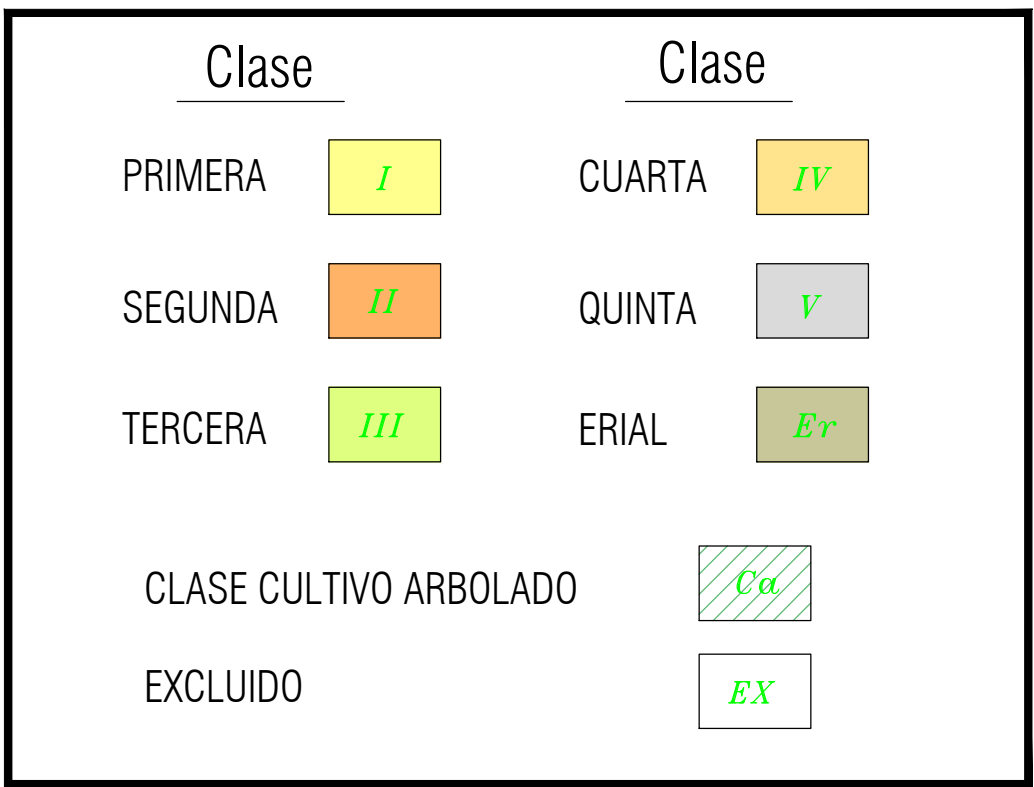 Clase Clase
PRIMERA I CUARTA IV
SEGUNDA II QUINTA V
TERCERA III ERIAL Er
CLASE CULTIVO ARBOLADO Ca
EXCLUIDO EX